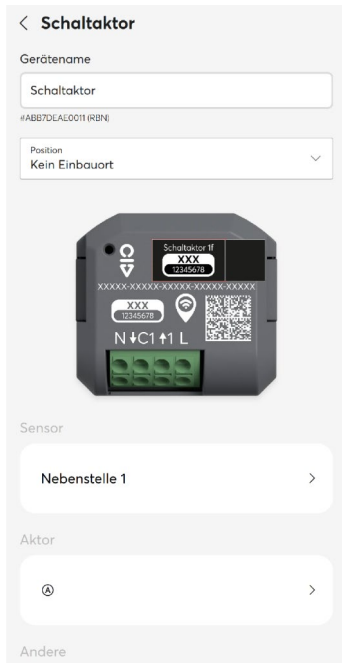 Schaltaktor
Gerätename
Schaltaktor
#ABB7DEAE0011 (RBN)
Position
Kein Einbauort
Schaltaktor 1f
XXX
12345678
XXXXX-XXXXX-XXXXX-XXXXX-XXXXX
XXX
12345678
N C1 1 L
Sensor
Nebenstelle 1
Aktor
Ⓐ
Andere